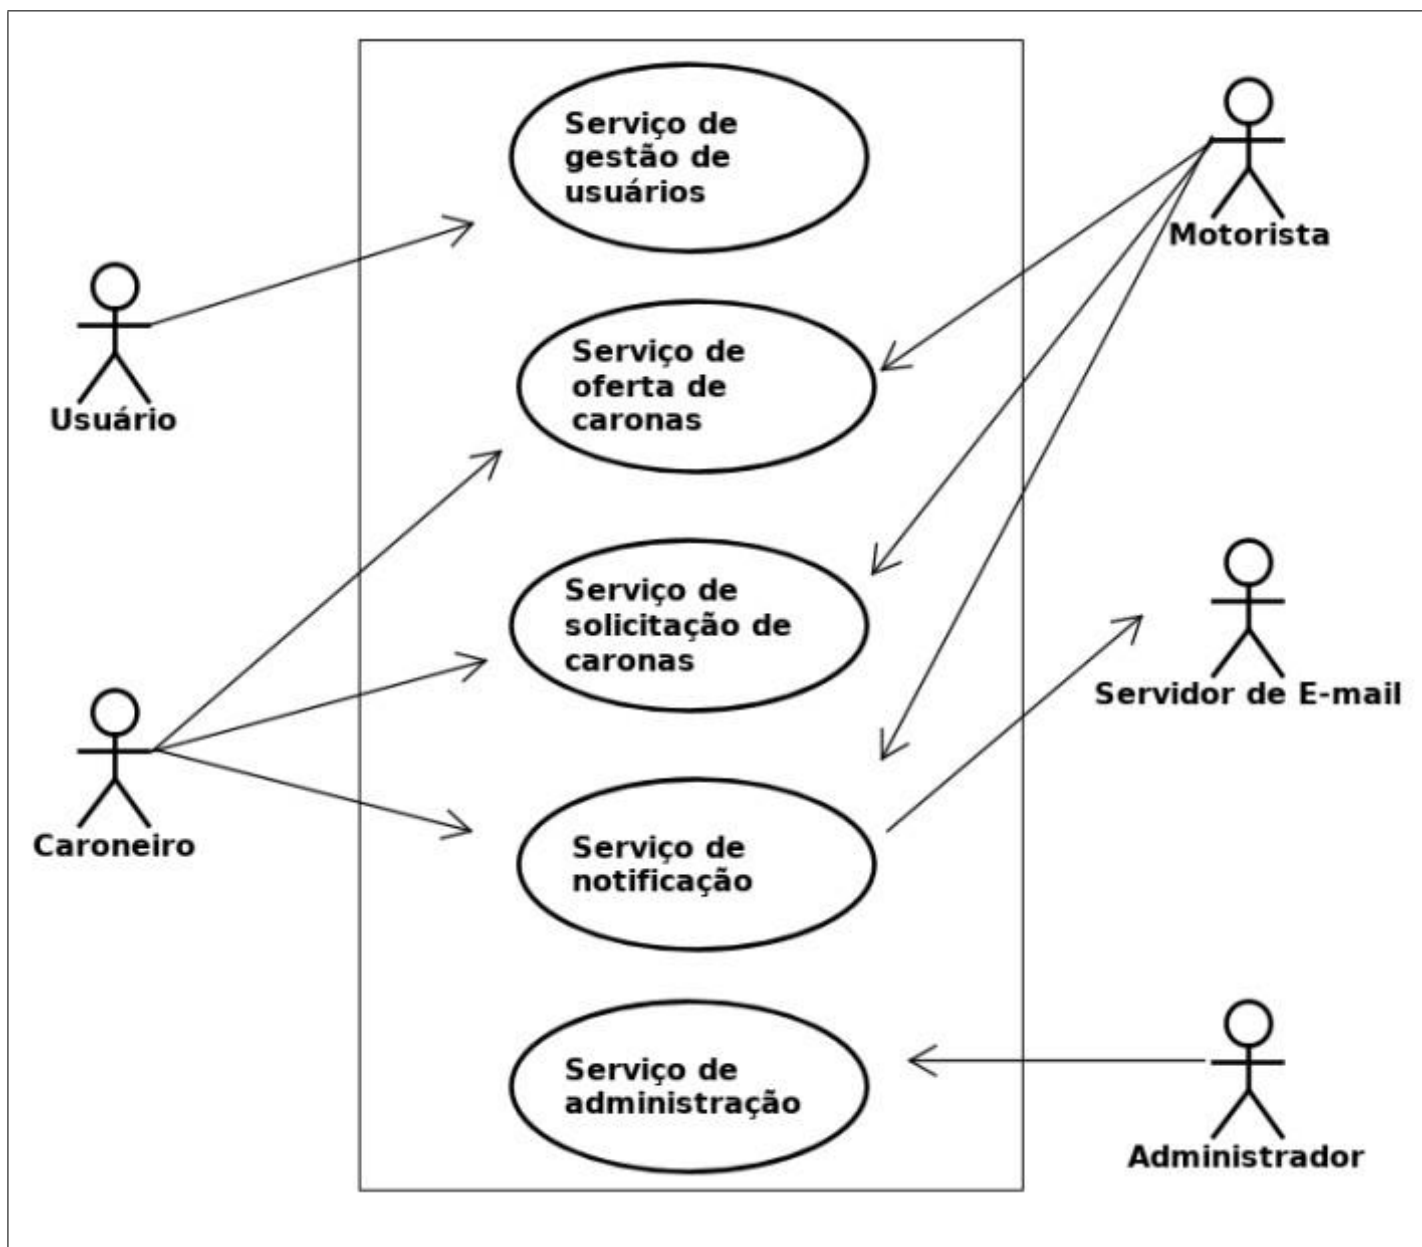 Serviço de
gestão de
usuários
Motorista
Usuário
Serviço de
oferta de
caronas
Serviço de
solicitação de
caronas
Servidor de E-mail
Caroneiro
Serviço de
notificação
Serviço de
administração
Administrador